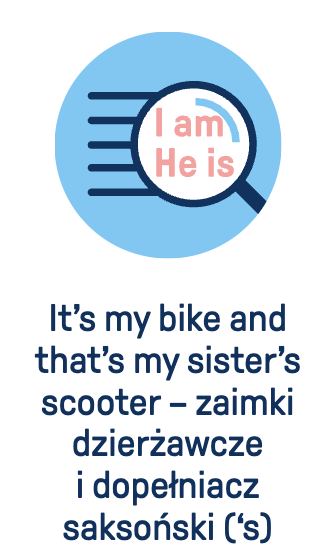 I am
He is
It’s my bike and
that’s my sister’s
scooter – zaimki
dzierżawcze
i dopełniacz
saksoński (‘s)